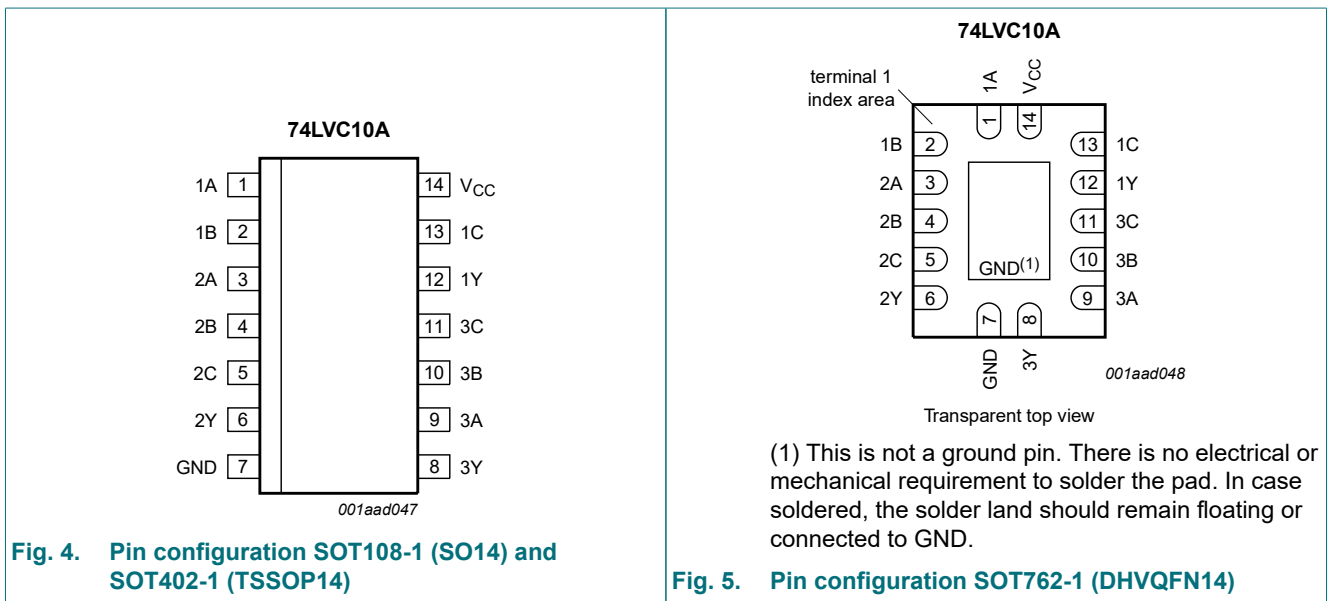 74LVC10A
1A 1
14 VCC
1B 2
13 1C
2A 3
12 1Y
2B 4
11 3C
2C 5
10 3B
2Y 6
9 3A
GND 7
8 3Y
001aad047
Fig. 4. Pin configuration SOT108-1 (SO14) and
SOT402-1 (TSSOP14)
74LVC10A
terminal 1
index area
1A
VCC
1
14
1B 2
13 1C
2A 3
12 1Y
2B 4
11 3C
2C 5
10 3B
GND(1)
2Y 6
9 3A
7
8
GND
3Y
001aad048
Transparent top view
(1) This is not a ground pin. There is no electrical or
mechanical requirement to solder the pad. In case
soldered, the solder land should remain floating or
connected to GND.
Fig. 5. Pin configuration SOT762-1 (DHVQFN14)